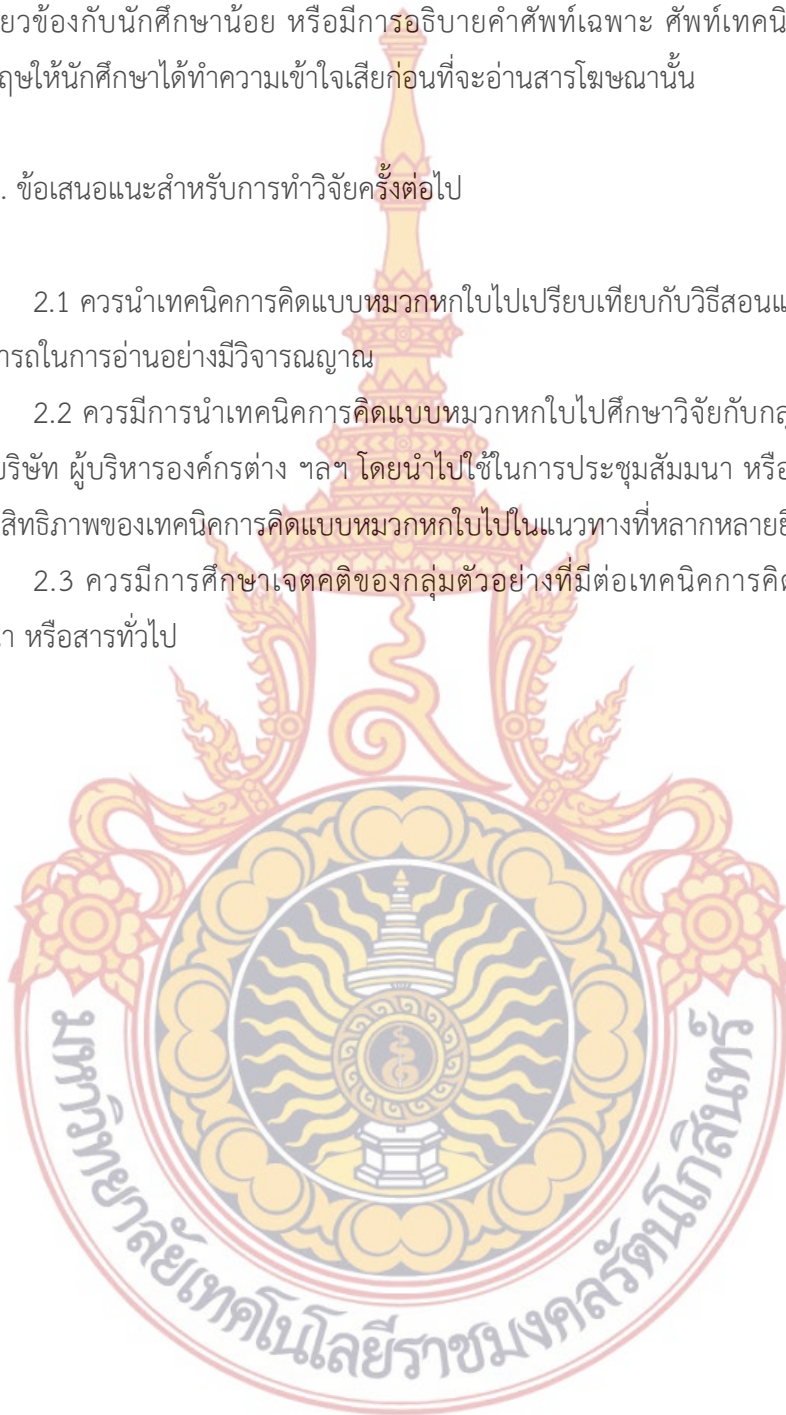 ยวข้องกับนักศึกษาน้อย หรือมีการอธิบายคำศัพท์เฉพาะ ศัพท์เทคนิ
ฤษให้นักศึกษาได้ทำความเข้าใจเสียก่อนที่จะอ่านสารโฆษณานั้น
. ข้อเสนอแนะสำหรับการทำวิจัยครั้งต่อไป
2.1 ควรนำเทคนิคการคิดแบบหมวกหกใบไปเปรียบเทียบกับวิธีสอนแ
ารถในการอ่านอย่างมีวิจารณญาณ
2.2 ควรมีการนำเทคนิคการคิดแบบหมวกหกใบไปศึกษาวิจัยกับกลุ
บริษัท ผู้บริหารองค์กรต่าง ฯลฯ โดยนำไปใช้ในการประชุมสัมมนา หรือ
สิทธิภาพของเทคนิคการคิดแบบหมวกหกใบไปในแนวทางที่หลากหลายยิ
2.3 ควรมีการศึกษาเจตคติของกลุ่มตัวอย่างที่มีต่อเทคนิคการคิด
นา หรือสารทั่วไป
มหาวิทยาลัยเทคโนโลยีราชมงคลรัตนโกสินทร์